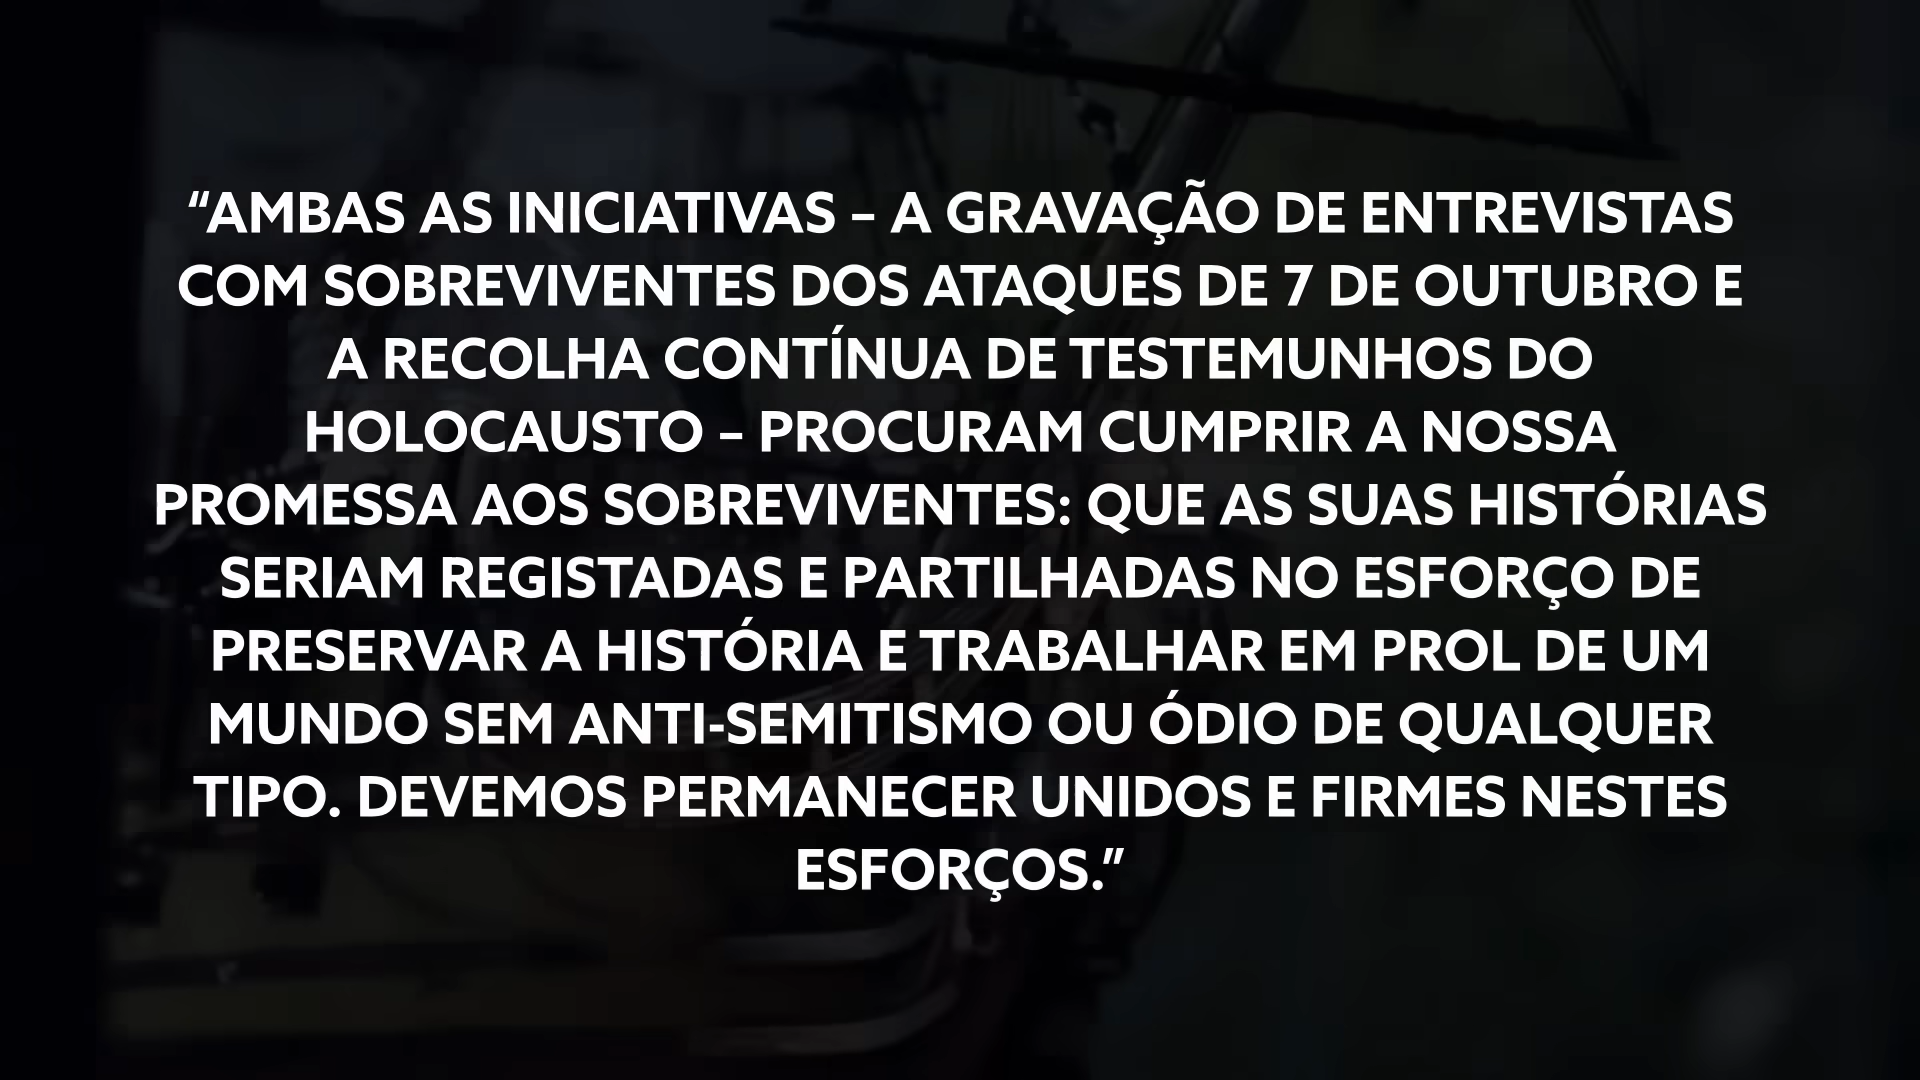 “AMBAS AS INICIATIVAS – A GRAVAÇÃO DE ENTREVISTAS
COM SOBREVIVENTES DOS ATAQUES DE 7 DE OUTUBRO E
A RECOLHA CONTÍNUA DE TESTEMUNHOS DO
HOLOCAUSTO – PROCURAM CUMPRIR A NOSSA
PROMESSA AOS SOBREVIVENTES: QUE AS SUAS HISTÓRIAS
SERIAM REGISTADAS E PARTILHADAS NO ESFORÇO DE
PRESERVAR A HISTÓRIA E TRABALHAR EM PROL DE UM
MUNDO SEM ANTI-SEMITISMO OU ÓDIO DE QUALQUER
TIPO. DEVEMOS PERMANECER UNIDOS E FIRMES NESTES
ESFORÇOS.”